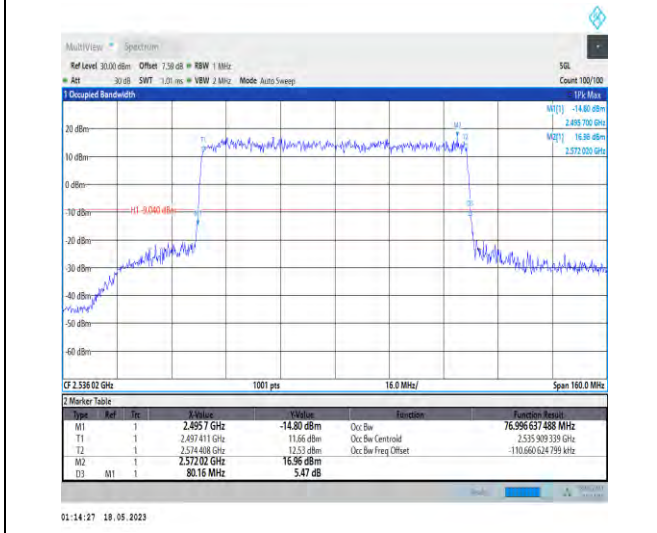 MultiView Spectrum
Ref Level 30.00 dBm Offset 7.59 dB RBW 1 MHz SGL
Att 30 dB SWT 1.01 ms VBW 2 MHz Mode Auto Sweep Count 100/100
1 Occupied Bandwidth 1Pk Max
M1[1] -14.80 dBm
2.495 700 GHz
M2[1] 16.96 dBm
2.572 020 GHz
M2
T1
T2
20 dBm
10 dBm
0 dBm
D3
-10 dBm
H1 -9.040 dBm
M1
-20 dBm
-30 dBm
-40 dBm
-50 dBm
-60 dBm
CF 2.536 02 GHz 1001 pts 16.0 MHz/ Span 160.0 MHz
2 Marker Table
Type Ref Trc X-Value Y-Value Function Function Result
M1 1 2.495 7 GHz -14.80 dBm Occ Bw 76.996 637 488 MHz
T1 1 2.497 411 GHz 11.66 dBm Occ Bw Centroid 2.535 909 339 GHz
T2 1 2.574 408 GHz 12.53 dBm Occ Bw Freq Offset -110.660 624 799 kHz
M2 1 2.572 02 GHz 16.96 dBm
D3 M1 1 80.16 MHz 5.47 dB
01:14:27 18.05.2023